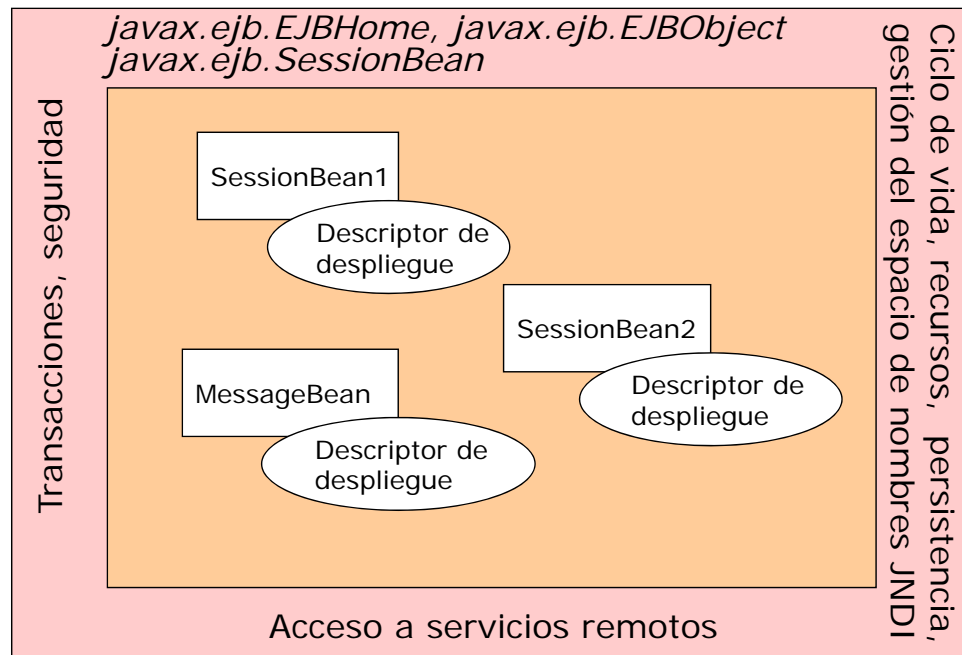 javax.ejb.EJBHome, javax.ejb.EJBObject
javax.ejb.SessionBean
Transacciones, seguridad
SessionBean1
Descriptor de
despliegue
SessionBean2
Descriptor de
despliegue
MessageBean
Descriptor de
despliegue
Ciclo de vida, recursos, persistencia,
gestión del espacio de nombres JNDI
Acceso a servicios remotos